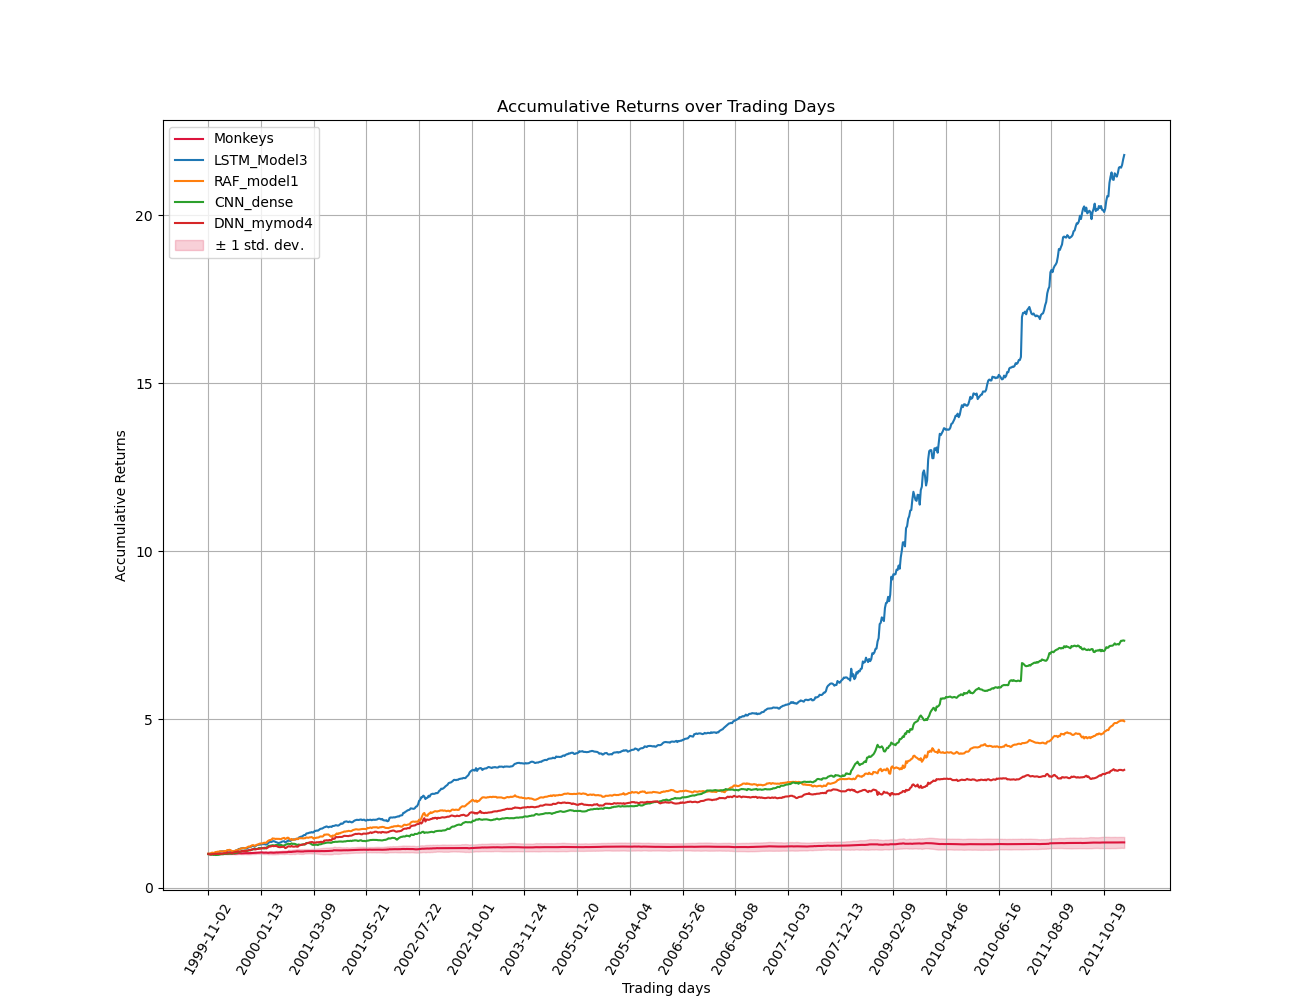 Accumulative Returns over Trading Days
Monkeys
LSTM_Model3
RAF_model1
CNN_dense
DNN_mymod4
± 1 std. dev.
Accumulative Returns
20
15
10
5
0
1999-11-02
2000-01-13
2001-03-09
2001-05-21
2002-07-22
2002-10-01
2003-11-24
2005-01-20
2005-04-04
2006-05-26
2006-08-08
2007-10-03
2007-12-13
2009-02-09
2010-04-06
2010-06-16
2011-08-09
2011-10-19
Trading days